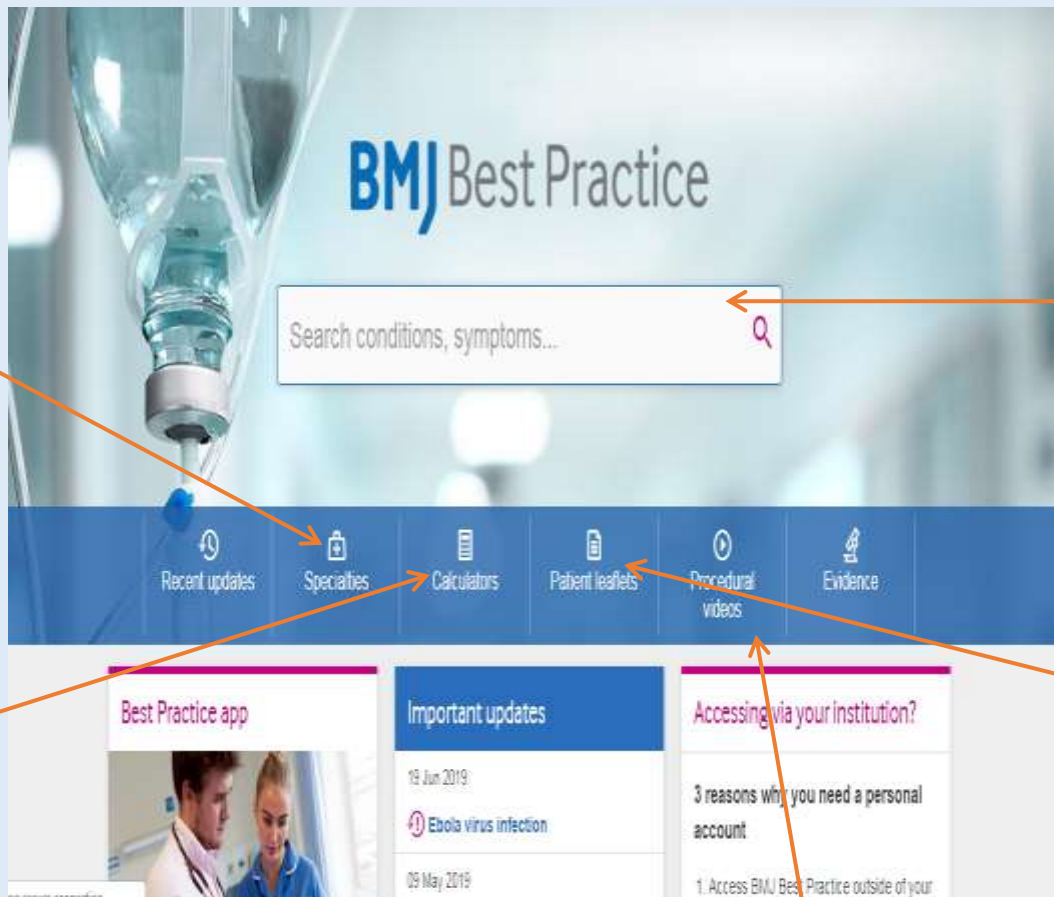 BMJ Best Practice
Search conditions, symptoms...
Recent updates
Specialties
Calculators
Patient leaflets
Procedural
videos
Evidence
Best Practice app
Important updates
19 Jun 2019
Ebola virus infection
09 May 2019
Accessing via your institution?
3 reasons why you need a personal
account
1. Access BMJ Best Practice outside of your